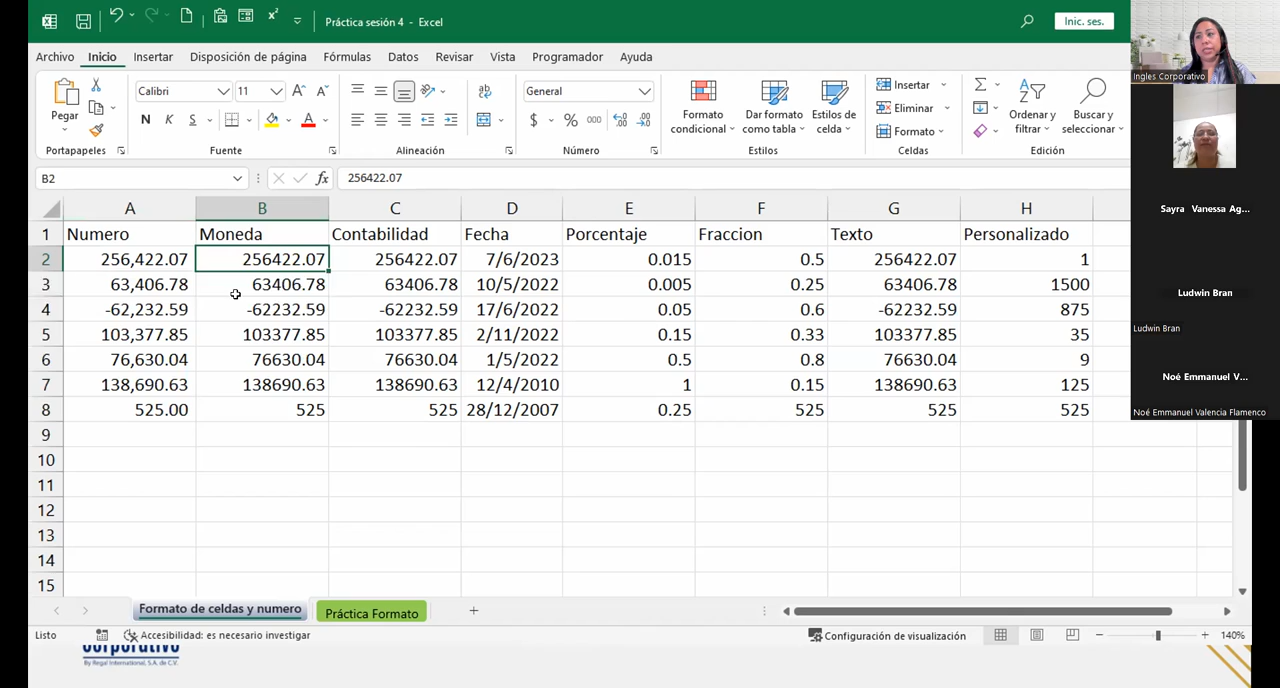 Práctica sesión 4 - Excel
Inic. ses.
Archivo Inicio Insertar Disposición de página Fórmulas Datos Revisar Vista Programador Ayuda
Pegar
Portapapeles
Calibri 11
N K S
Fuente
Alineación
General
$ % 000
Número
Formato condicional
Dar formato como tabla
Estilos de celda
Estilos
Insertar
Eliminar
Formato
Celdas
Ordenar y filtrar
Buscar y seleccionar
Edición
B2 fx 256422.07
A B C D E F G H
1 Numero Moneda Contabilidad Fecha Porcentaje Fraccion Texto Personalizado
2 256,422.07 256422.07 256422.07 7/6/2023 0.015 0.5 256422.07 1
3 63,406.78 63406.78 63406.78 10/5/2022 0.005 0.25 63406.78 1500
4 -62,232.59 -62232.59 -62232.59 17/6/2022 0.05 0.6 -62232.59 875
5 103,377.85 103377.85 103377.85 2/11/2022 0.15 0.33 103377.85 35
6 76,630.04 76630.04 76630.04 1/5/2022 0.5 0.8 76630.04 9
7 138,690.63 138690.63 138690.63 12/4/2010 1 0.15 138690.63 125
8 525.00 525 525 28/12/2007 0.25 525 525 525
9
10
11
12
13
14
15
Formato de celdas y numero Práctica Formato
Listo Accesibilidad: es necesario investigar Configuración de visualización 140%
corporativo
By Regal International, S.A. de C.V.
Ingles Corporativo
Sayra Vanessa Ag...
Ludwin Bran
Ludwin Bran
Noé Emmanuel V...
Noé Emmanuel Valencia Flamenco